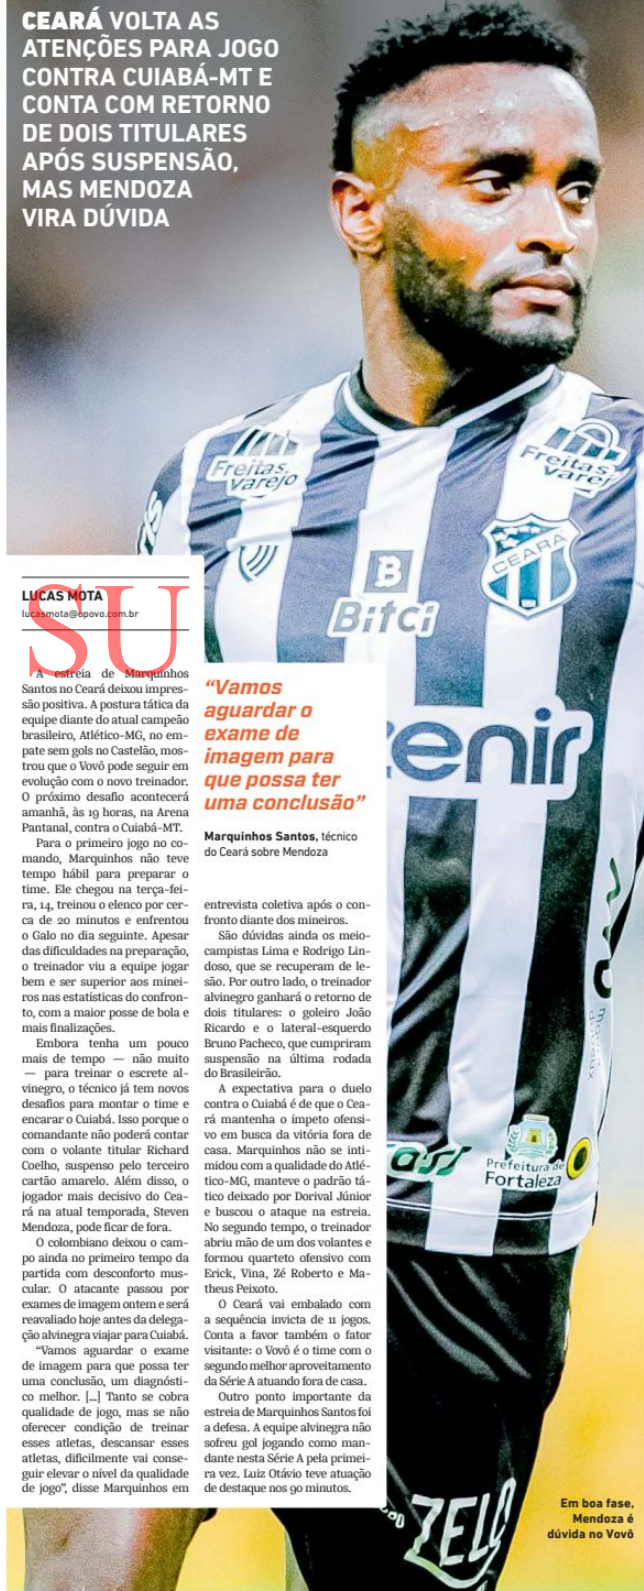 CEARÁ VOLTA AS
ATENÇÕES PARA JOGO
CONTRA CUIABÁ-MT E
CONTA COM RETORNO
DE DOIS TITULARES
APÓS SUSPENSÃO,
MAS MENDOZA
VIRA DÚVIDA
Freitas
varejo
Freitas
Varej
CEARÁ
B
Bitci
zenir
Prefeitura de
Fortaleza
ZELO
LUCAS MOTA
lucasmota@opovo.com.br
SU
A estreia de Marquinhos
Santos no Ceará deixou impres-
são positiva. A postura tática da
equipe diante do atual campeão
brasileiro, Atlético-MG, no em-
pate sem gols no Castelão, mos-
trou que o Vovô pode seguir em
evolução com o novo treinador.
O próximo desafio acontecerá
amanhã, às 19 horas, na Arena
Pantanal, contra o Cuiabá-MT.
Para o primeiro jogo no co-
mando, Marquinhos não teve
tempo hábil para preparar o
time. Ele chegou na terça-fei-
ra, 14, treinou o elenco por cer-
ca de 20 minutos e enfrentou
o Galo no dia seguinte. Apesar
das dificuldades na preparação,
o treinador viu a equipe jogar
bem e ser superior aos minei-
ros nas estatísticas do confron-
to, com a maior posse de bola e
mais finalizações.
Embora tenha um pouco
mais de tempo — não muito
— para treinar o escrete al-
vinegro, o técnico já tem novos
desafios para montar o time e
encarar o Cuiabá. Isso porque o
comandante não poderá contar
com o volante titular Richard
Coelho, suspenso pelo terceiro
cartão amarelo. Além disso, o
jogador mais decisivo do Cea-
rá na atual temporada, Steven
Mendoza, pode ficar de fora.
O colombiano deixou o cam-
po ainda no primeiro tempo da
partida com desconforto mus-
cular. O atacante passou por
exames de imagem ontem e será
reavaliado hoje antes da delega-
ção alvinegra viajar para Cuiabá.
“Vamos aguardar o exame
de imagem para que possa ter
uma conclusão, um diagnósti-
co melhor. [...] Tanto se cobra
qualidade de jogo, mas se não
oferecer condição de treinar
esses atletas, descansar esses
atletas, dificilmente vai conse-
guir elevar o nível da qualidade
de jogo”, disse Marquinhos em
“Vamos
aguardar o
exame de
imagem para
que possa ter
uma conclusão”
Marquinhos Santos, técnico
do Ceará sobre Mendoza
entrevista coletiva após o con-
fronto diante dos mineiros.
São dúvidas ainda os meio-
campistas Lima e Rodrigo Lin-
doso, que se recuperam de le-
são. Por outro lado, o treinador
alvinegro ganhará o retorno de
dois titulares: o goleiro João
Ricardo e o lateral-esquerdo
Bruno Pacheco, que cumpriram
suspensão na última rodada
do Brasileirão.
A expectativa para o duelo
contra o Cuiabá é de que o Cea-
rá mantenha o ímpeto ofensi-
vo em busca da vitória fora de
casa. Marquinhos não se inti-
midou com a qualidade do Atlé-
tico-MG, manteve o padrão tá-
tico deixado por Dorival Júnior
e buscou o ataque na estreia.
No segundo tempo, o treinador
abriu mão de um dos volantes e
formou quarteto ofensivo com
Erick, Vina, Zé Roberto e Ma-
theus Peixoto.
O Ceará vai embalado com
a sequência invicta de 11 jogos.
Conta a favor também o fator
visitante: o Vovô é o time com o
segundo melhor aproveitamento
da Série A atuando fora de casa.
Outro ponto importante da
estreia de Marquinhos Santos foi
a defesa. A equipe alvinegra não
sofreu gol jogando como man-
dante nesta Série A pela primei-
ra vez. Luiz Otávio teve atuação
de destaque nos 90 minutos.
Em boa fase,
Mendoza é
dúvida no Vovô